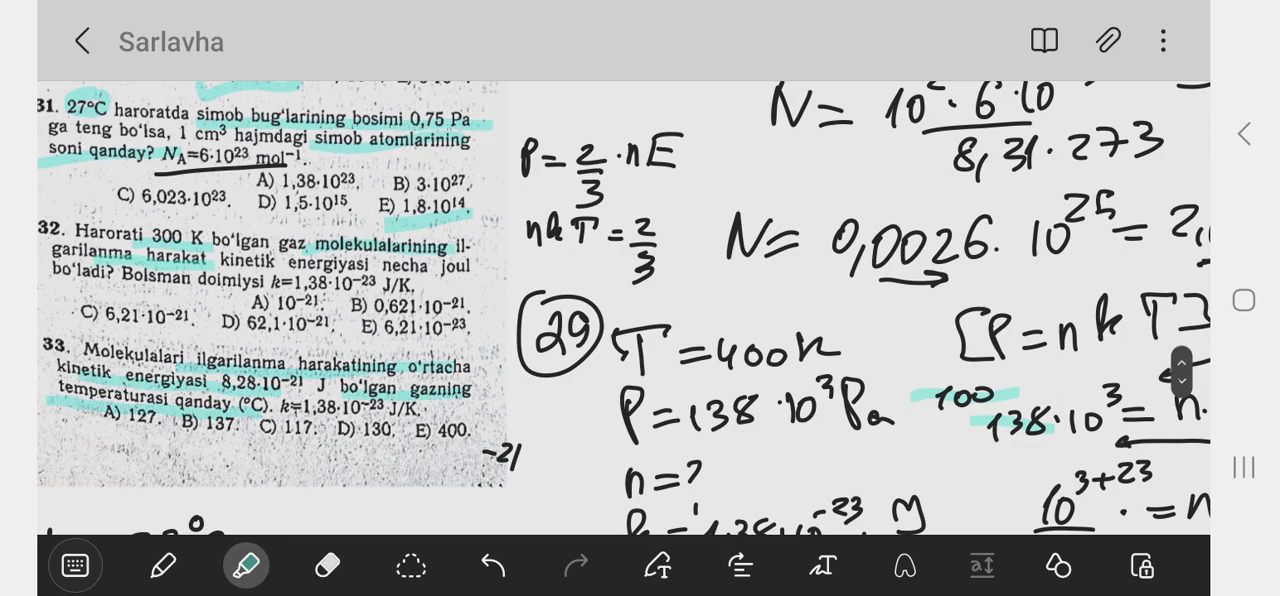 Sarlavha
31. 27°C haroratda simob bug‘larining bosimi 0,75 Pa
ga teng bo‘lsa, 1 cm³ hajmdagi simob atomlarining
soni qanday? N_A=6·10²³ mol⁻¹.
A) 1,38·10²³. B) 3·10²⁷.
C) 6,023·10²³. D) 1,5·10¹⁵. E) 1,8·10¹⁴.
32. Harorati 300 K bo‘lgan gaz molekulalarining il-
garilanma harakat kinetik energiyasi necha joul
bo‘ladi? Bolsman doimiysi k=1,38·10⁻²³ J/K.
A) 10⁻²¹. B) 0,621·10⁻²¹.
C) 6,21·10⁻²¹. D) 62,1·10⁻²¹. E) 6,21·10⁻²³.
33. Molekulalari ilgarilanma harakatining o‘rtacha
kinetik energiyasi 8,28·10⁻²¹ J bo‘lgan gazning
temperaturasi qanday (°C). k=1,38·10⁻²³ J/K.
A) 127. B) 137. C) 117. D) 130. E) 400.
-21
P = 2/3 · nE
nkT = 2/3
N = 10² · 6 · 10 / 8,31 · 273
N = 0,0026 · 10²⁵ = 2,
29
T = 400K
P = 138 · 10³ Pa
n = ?
[P = n k T]
100
138 · 10³ = n.
10³⁺²³ · = n